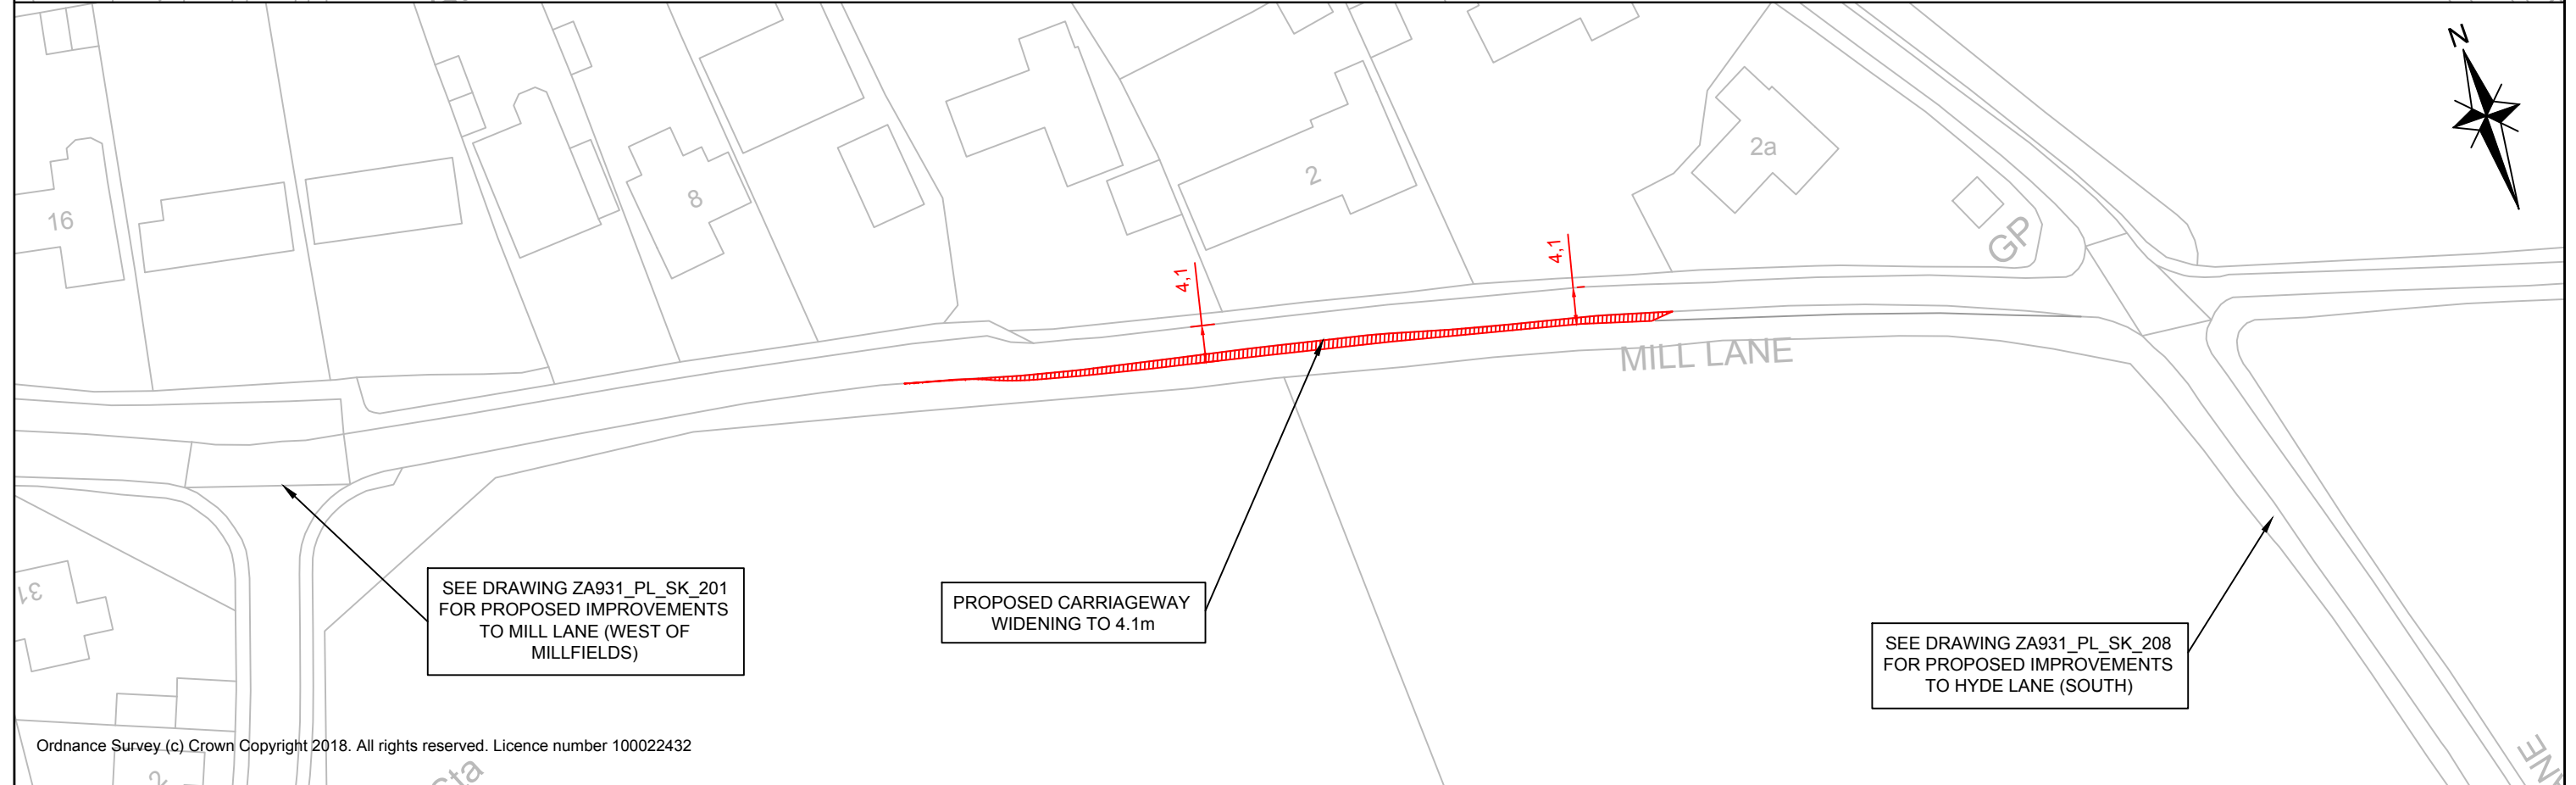 N
16
8
2
2a
GP
4,1
4,1
MILL LANE
31
SEE DRAWING ZA931_PL_SK_201
FOR PROPOSED IMPROVEMENTS
TO MILL LANE (WEST OF
MILLFIELDS)
PROPOSED CARRIAGEWAY
WIDENING TO 4.1m
SEE DRAWING ZA931_PL_SK_208
FOR PROPOSED IMPROVEMENTS
TO HYDE LANE (SOUTH)
Ordnance Survey (c) Crown Copyright 2018. All rights reserved. Licence number 100022432
2
Sta